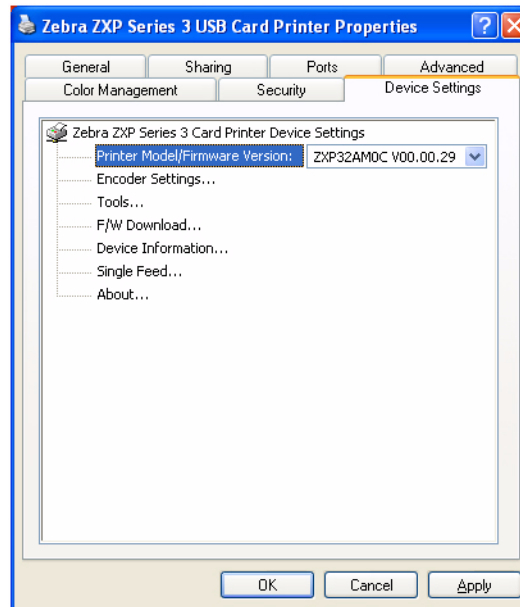 Zebra ZXP Series 3 USB Card Printer Properties
General Sharing Ports Advanced
Color Management Security Device Settings
Zebra ZXP Series 3 Card Printer Device Settings
Printer Model/Firmware Version: ZXP32AM0C V00.00.29
Encoder Settings...
Tools...
F/W Download...
Device Information...
Single Feed...
About...
OK Cancel Apply